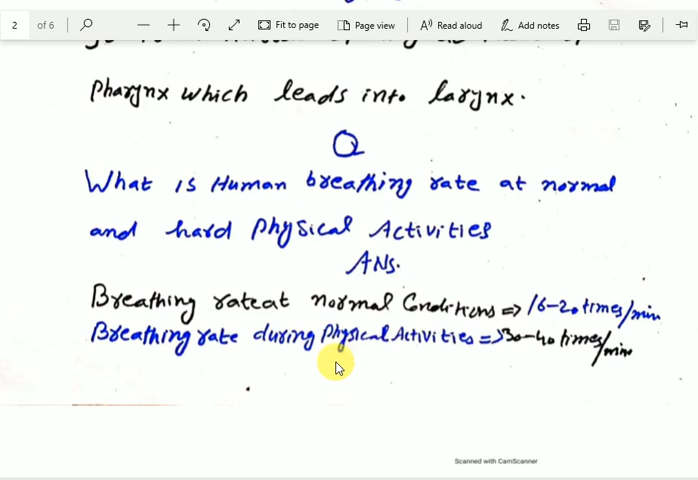 2 of 6 Fit to page Page view A Read aloud Add notes
Pharynx which leads into larynx.
Q
What is Human breathing rate at normal
and hard Physical Activities
ANS.
Breathing rate at normal Conditions => 16-20 times/min
Breathing rate during Physical Activities => 30-40 times/min
Scanned with CamScanner